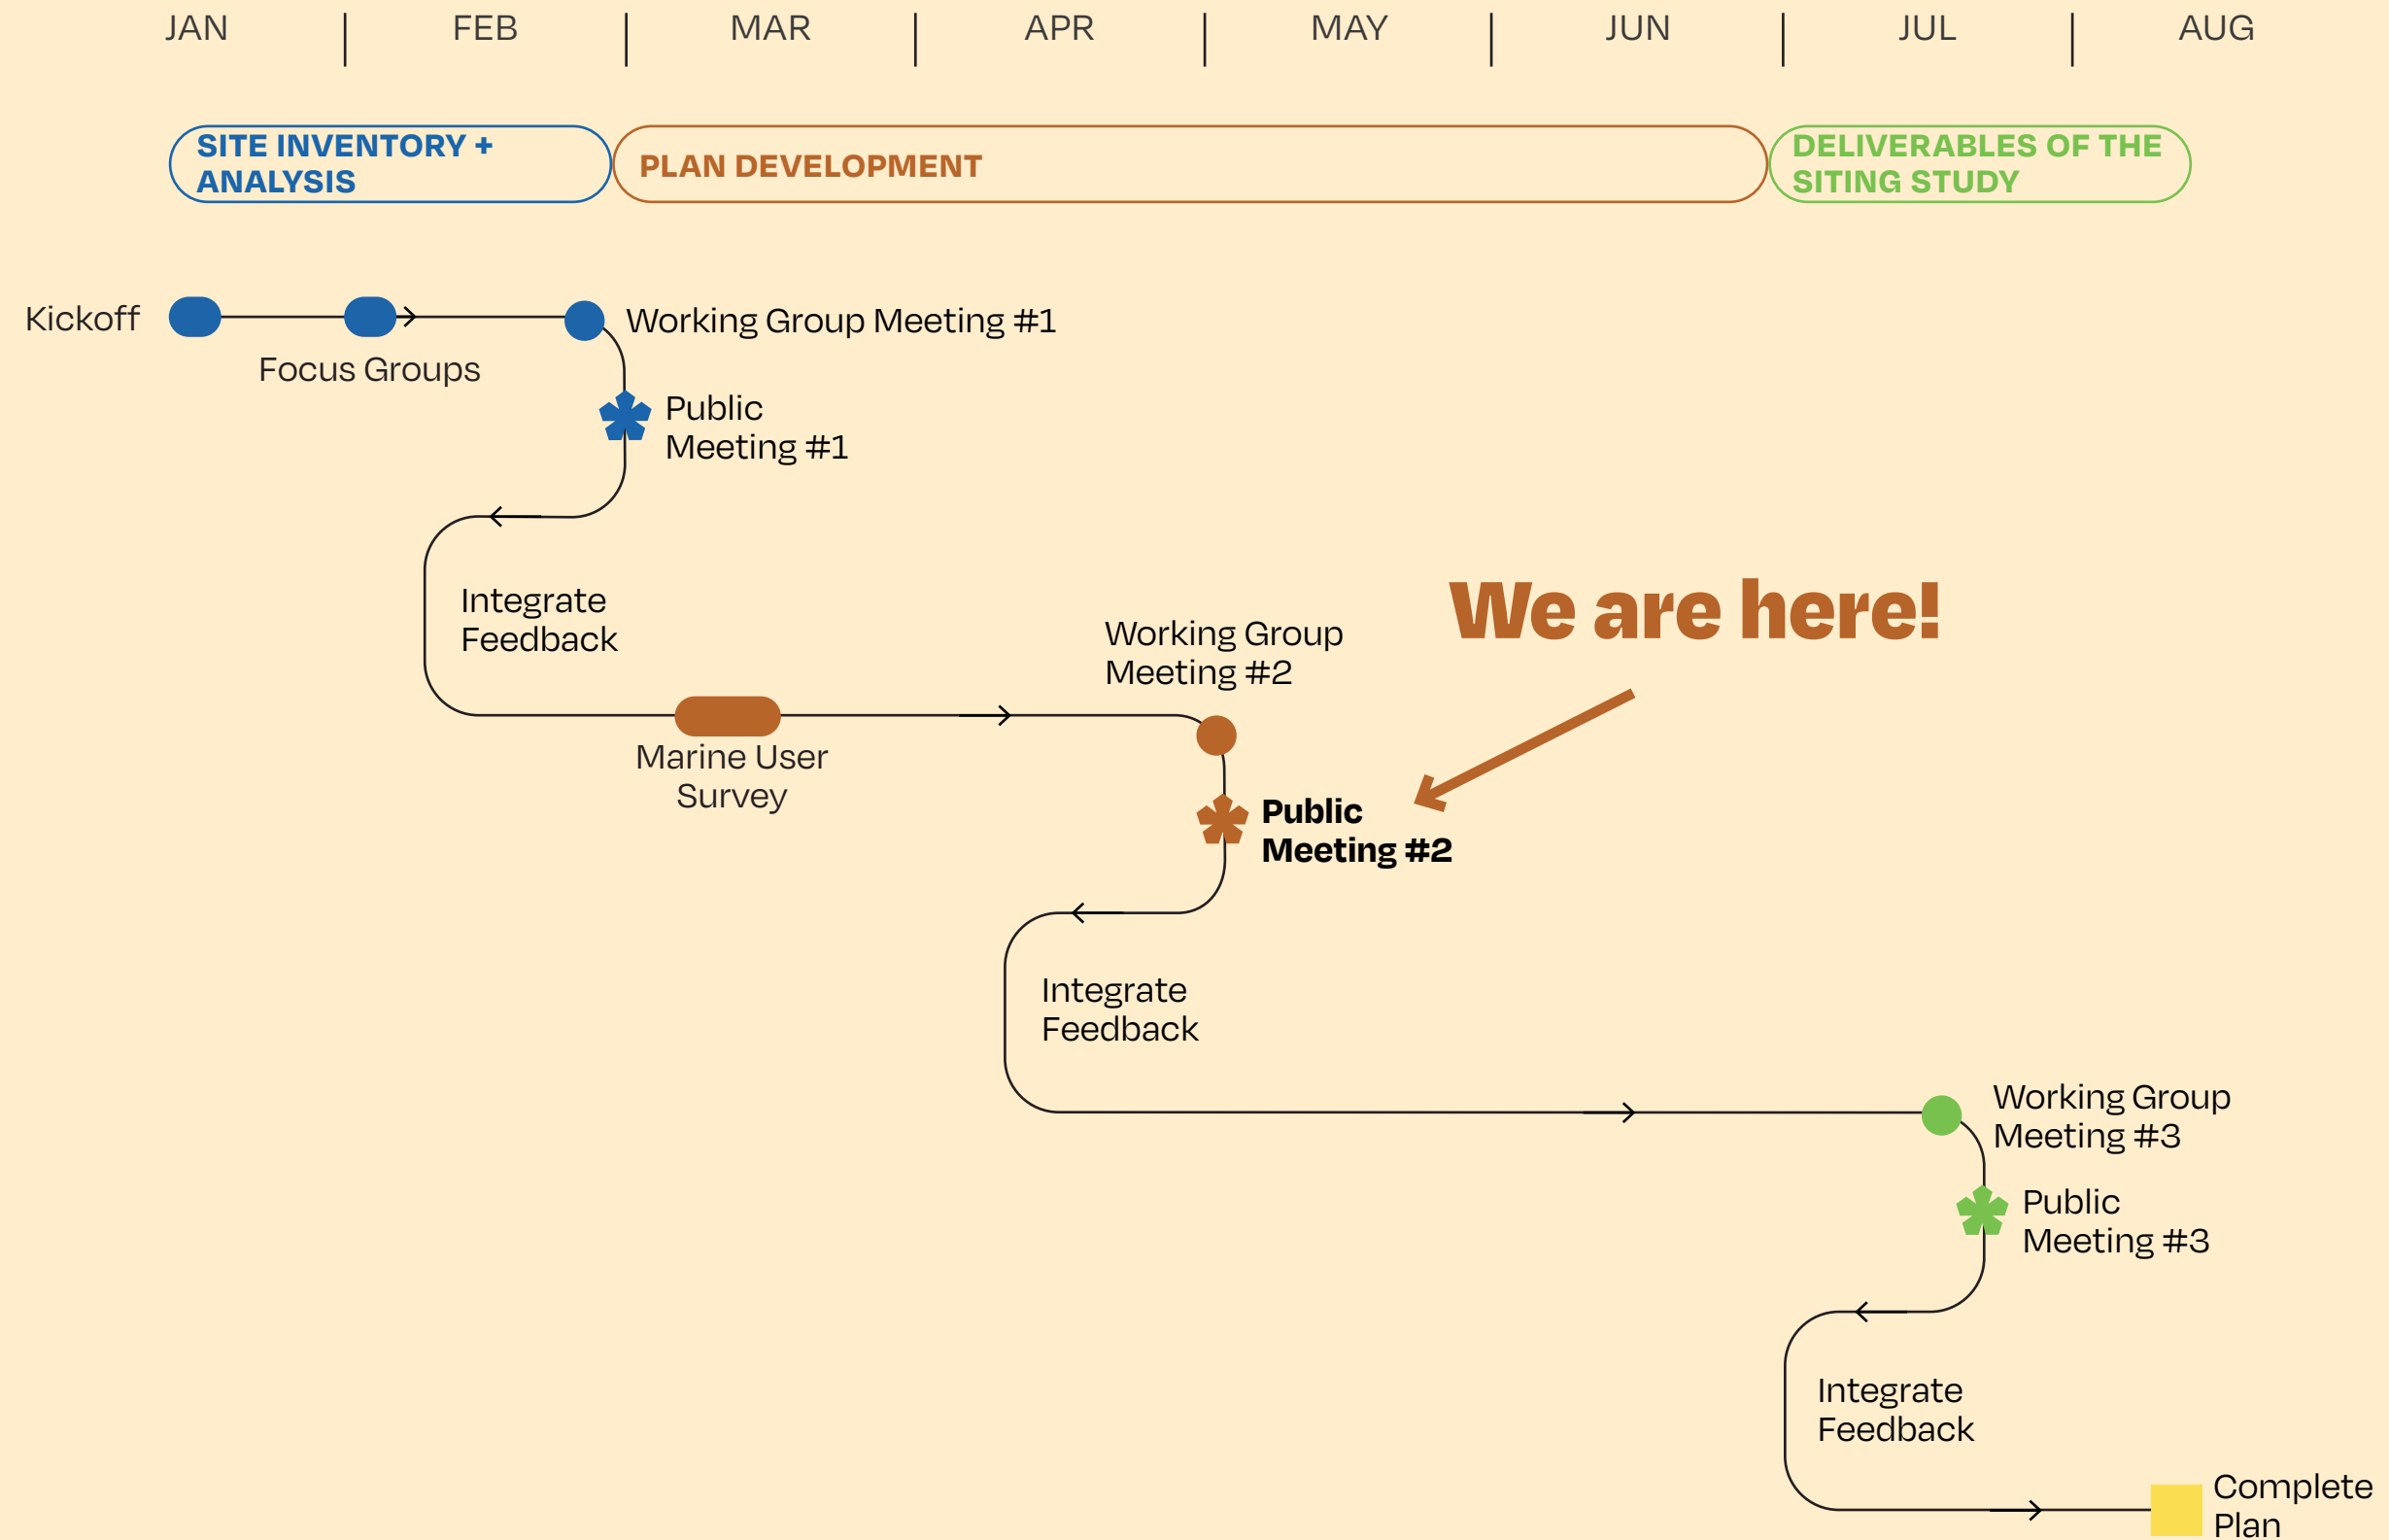 JAN FEB MAR APR MAY JUN JUL AUG
SITE INVENTORY +
ANALYSIS
PLAN DEVELOPMENT
DELIVERABLES OF THE
SITING STUDY
Kickoff
Focus Groups
Working Group Meeting #1
Public
Meeting #1
Integrate
Feedback
Marine User
Survey
Working Group
Meeting #2
We are here!
Public
Meeting #2
Integrate
Feedback
Working Group
Meeting #3
Public
Meeting #3
Integrate
Feedback
Complete
Plan